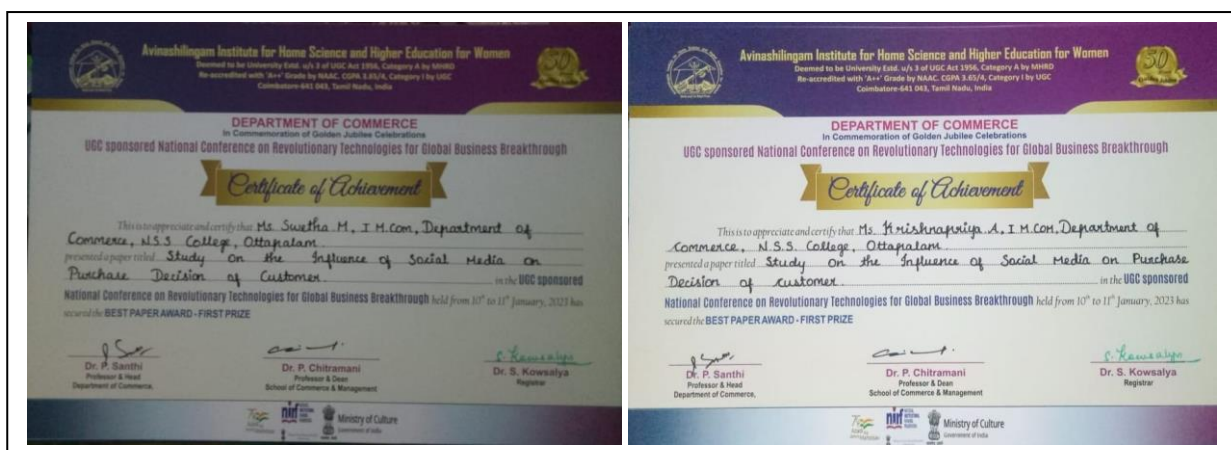 Avinashilingam Institute for Home Science and Higher Education for Women
Deemed to be University Estd. u/s 3 of UGC Act 1956, Category A by MHRD
Re-accredited with 'A++' Grade by NAAC. CGPA 3.65/4, Category I by UGC
Coimbatore-641 043, Tamil Nadu, India
50
DEPARTMENT OF COMMERCE
In Commemoration of Golden Jubilee Celebrations
UGC sponsored National Conference on Revolutionary Technologies for Global Business Breakthrough
Certificate of Achievement
This is to appreciate and certify that Ms. Swetha. M, I M.Com, Department of
Commerce, N.S.S College, Ottapalam
presented a paper titled Study on the Influence of Social Media on
Purchase Decision of Customer in the UGC sponsored
National Conference on Revolutionary Technologies for Global Business Breakthrough held from 10th to 11th January, 2023 has
secured the BEST PAPER AWARD - FIRST PRIZE
Dr. P. Santhi
Professor & Head
Department of Commerce,
Dr. P. Chitramani
Professor & Dean
School of Commerce & Management
S. Kowsalya
Dr. S. Kowsalya
Registrar
nirf
Ministry of Culture
Government of India
Avinashilingam Institute for Home Science and Higher Education for Women
Deemed to be University Estd. u/s 3 of UGC Act 1956, Category A by MHRD
Re-accredited with 'A++' Grade by NAAC. CGPA 3.65/4, Category I by UGC
Coimbatore-641 043, Tamil Nadu, India
50
DEPARTMENT OF COMMERCE
In Commemoration of Golden Jubilee Celebrations
UGC sponsored National Conference on Revolutionary Technologies for Global Business Breakthrough
Certificate of Achievement
This is to appreciate and certify that Ms. Krishnapriya. A, I M.COM, Department of
Commerce, N.S.S. College, Ottapalam
presented a paper titled Study on the Influence of Social Media on Purchase
Decision of customer in the UGC sponsored
National Conference on Revolutionary Technologies for Global Business Breakthrough held from 10th to 11th January, 2023 has
secured the BEST PAPER AWARD - FIRST PRIZE
Dr. P. Santhi
Professor & Head
Department of Commerce,
Dr. P. Chitramani
Professor & Dean
School of Commerce & Management
S. Kowsalya
Dr. S. Kowsalya
Registrar
nirf
Ministry of Culture
Government of India